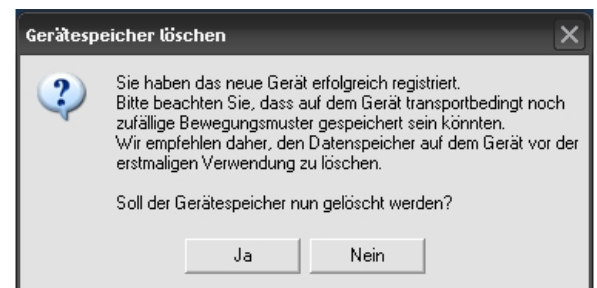 Gerätespeicher löschen
Sie haben das neue Gerät erfolgreich registriert.
Bitte beachten Sie, dass auf dem Gerät transportbedingt noch
zufällige Bewegungsmuster gespeichert sein könnten.
Wir empfehlen daher, den Datenspeicher auf dem Gerät vor der
erstmaligen Verwendung zu löschen.
Soll der Gerätespeicher nun gelöscht werden?
Ja Nein